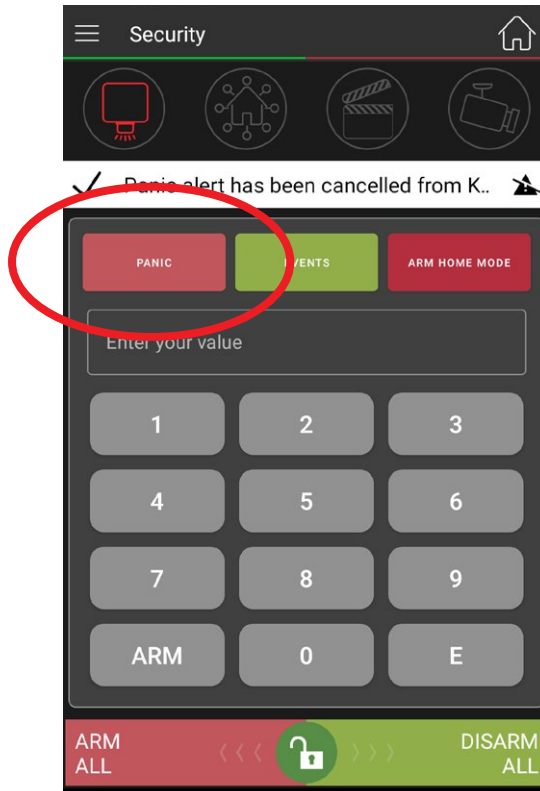 Security
Panic alert has been cancelled from K..
PANIC EVENTS ARM HOME MODE
Enter your value
1 2 3
4 5 6
7 8 9
ARM 0 E
ARM DISARM
ALL ALL